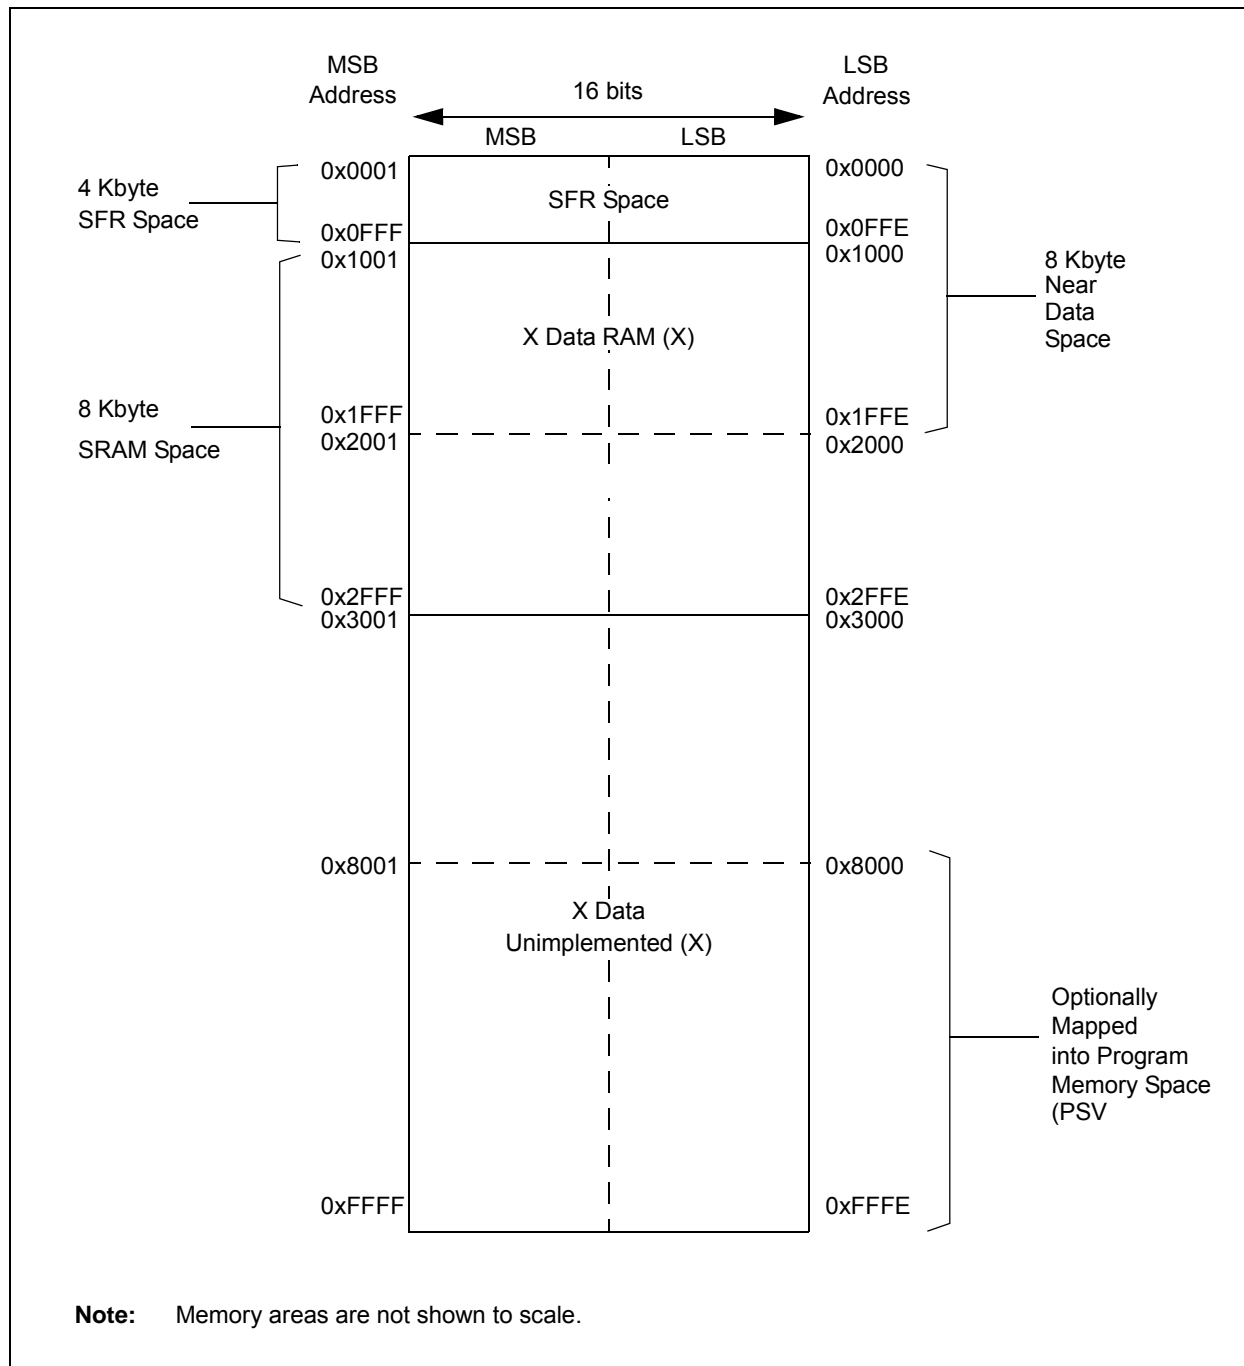 MSB
Address
16 bits
LSB
Address
MSB
LSB
0x0001
0x0000
4 Kbyte
SFR Space
SFR Space
0x0FFF
0x0FFE
0x1001
0x1000
8 Kbyte
Near
Data
Space
X Data RAM (X)
8 Kbyte
SRAM Space
0x1FFF
0x1FFE
0x2001
0x2000
0x2FFF
0x2FFE
0x3001
0x3000
0x8001
0x8000
X Data
Unimplemented (X)
Optionally
Mapped
into Program
Memory Space
(PSV
0xFFFF
0xFFFE
Note: Memory areas are not shown to scale.